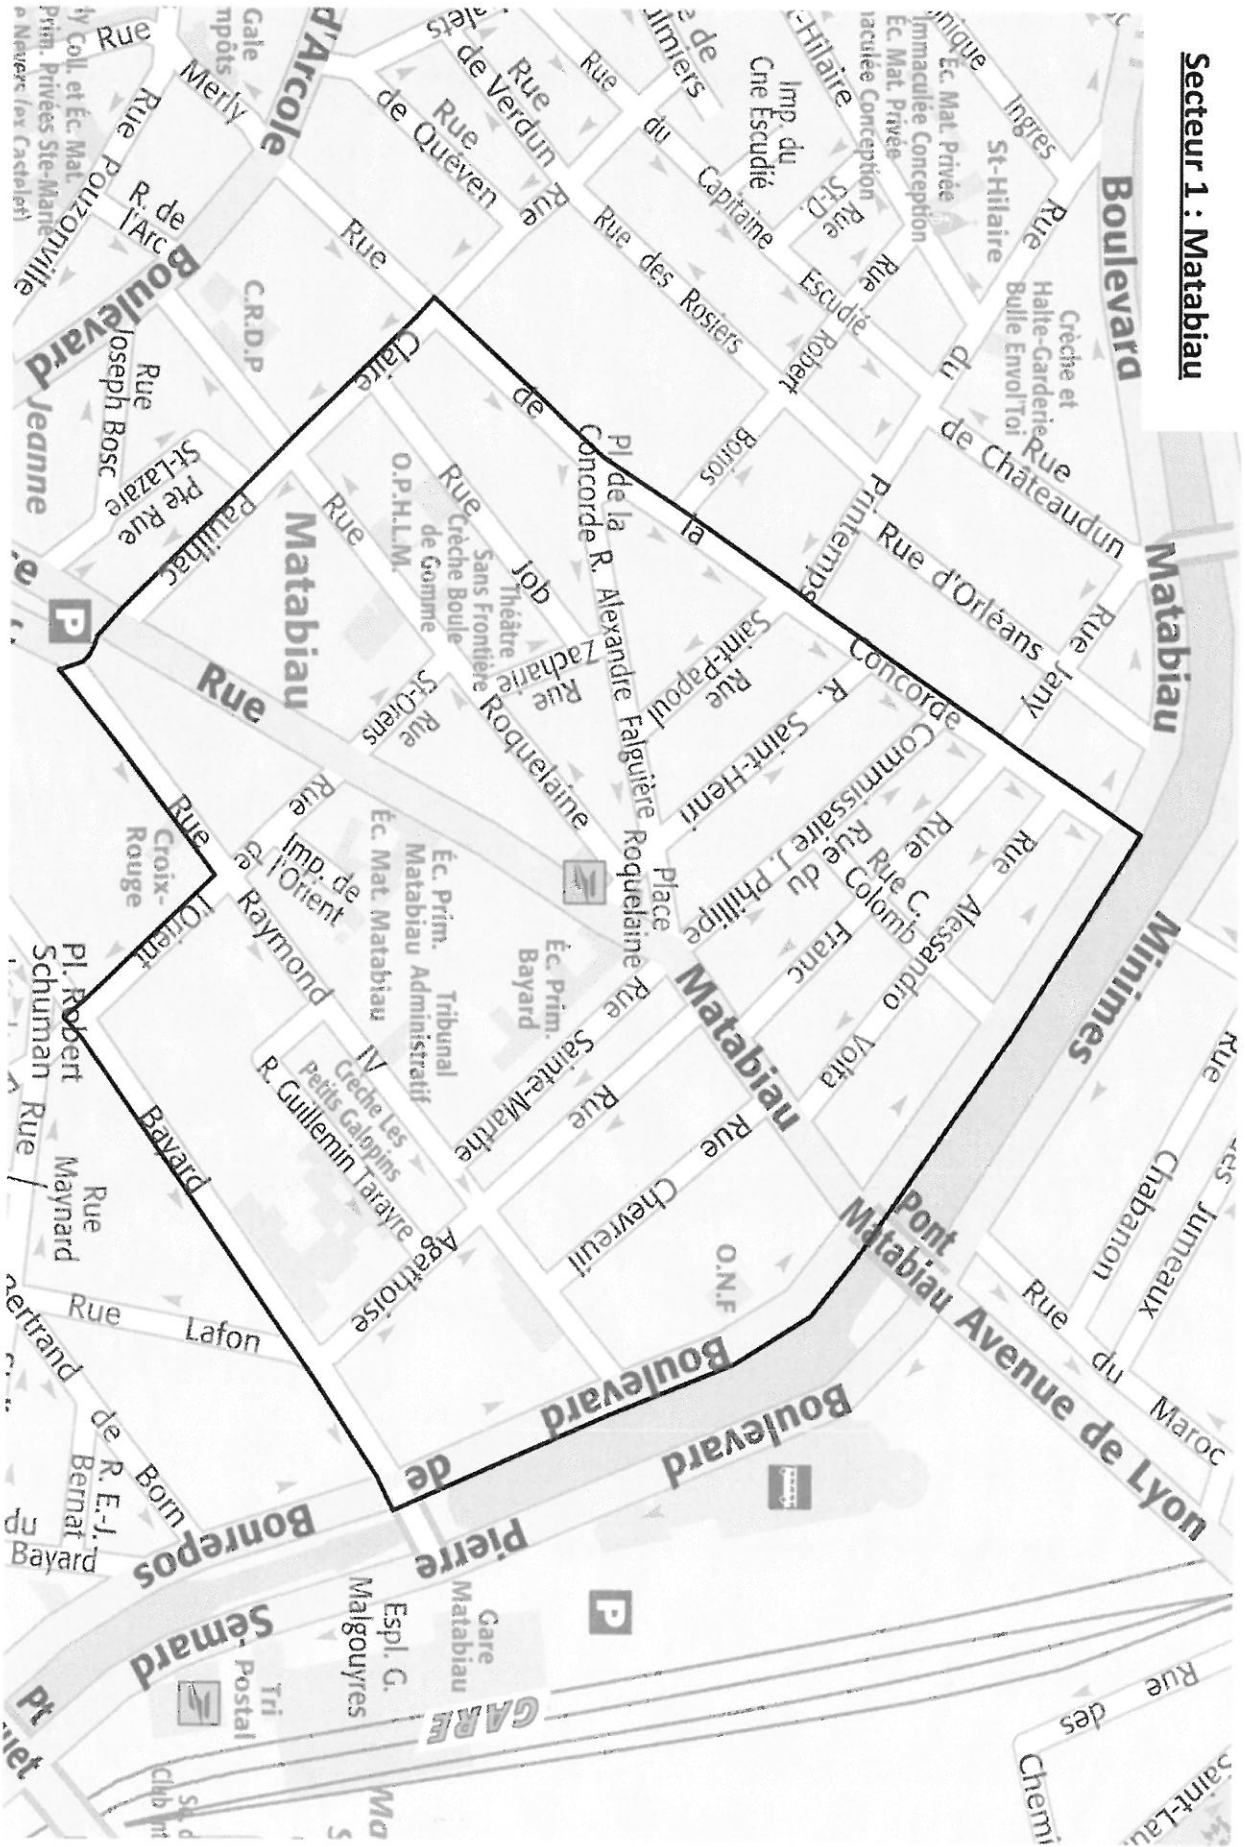 Secteur 1 : Matabiau
Boulevard
Matabiau
Minimes
Ingres
Rue
Éc. Mat. Privée
Immaculée Conception
Éc. Mat. Privée
St-Hilaire
Crèche et
Halte-Garderie
Bulle Envol'Toi
Rue
du
Printemps
Rue
de Châteaudun
Rue d'Orléans
Rue
Jany
Imp. du
Cne Escudié
Rue
St-D.
Rue
du
Capitaine
Escudié
Rue
Robert
Borios
Rue des Rosiers
Rue
de Verdun
Rue
de Quéven
Rue
d'Arcole
Boulevard
Rue
Merly
Rue Pouzonville
R. de
l'Arc
C.R.D.P
Rue
Joseph Bosc
Jeanne
Pte Rue
St-Lazare
Rue
Claire
Pauilhac
de
la
Concorde
Pl. de la
Concorde
R. Alexandre Falguière
Rue
Job
Rue
Zacharie
O.P.H.L.M.
Crèche Boule
de Gomme
Théâtre
Sans Frontière
Matabiau
Rue
Roquelaine
Place
Roquelaine
Rue
Saint-Papoul
R.
Saint-Henri
Commissaire J. Philippe
Rue
du
Rue C.
Colomb
Rue
Franc
Rue
Alessandro
Volta
Rue
St-Orens
P
Rue
Matabiau
Rue
de
l'Orient
Rue
Imp. de
l'Orient
Croix-
Rouge
Raymond
IV
Éc. Prim.
Matabiau
Éc. Mat. Matabiau
Tribunal
Administratif
Éc. Prim.
Bayard
Rue
Sainte-Marthe
Rue
Agathoise
Rue
Chevreuil
Crèche Les
Petits Galopins
R. Guillemin Tarayre
O.N.F
Pont
Matabiau
Avenue de Lyon
Rue
Chabanon
Jumeaux
Rue
du
Maroc
Pl. Robert
Schuman
Rue
Bayard
Rue
Maynard
Rue
Lafon
Bertrand
de
Born
R. E.-J.
Bernat
du
Bayard
Boulevard
de
Bonrepos
Boulevard
Pierre
Sémard
P
Gare
Matabiau
Espl. G.
Malgouyres
GARE
Tri
Postal
Pt
Rue
des